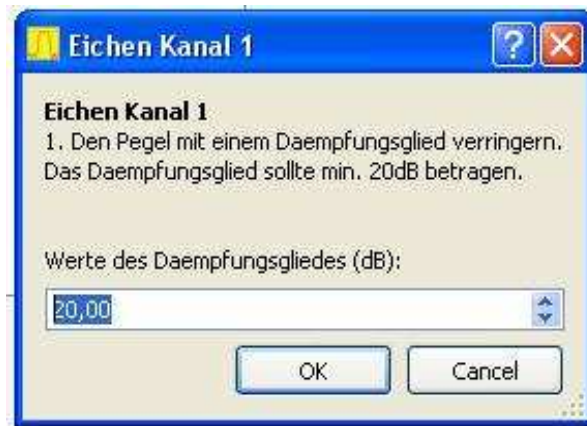 Eichen Kanal 1
Eichen Kanal 1
1. Den Pegel mit einem Daempfungsglied verringern.
Das Daempfungsglied sollte min. 20dB betragen.
Werte des Daempfungsgliedes (dB):
20,00
OK
Cancel